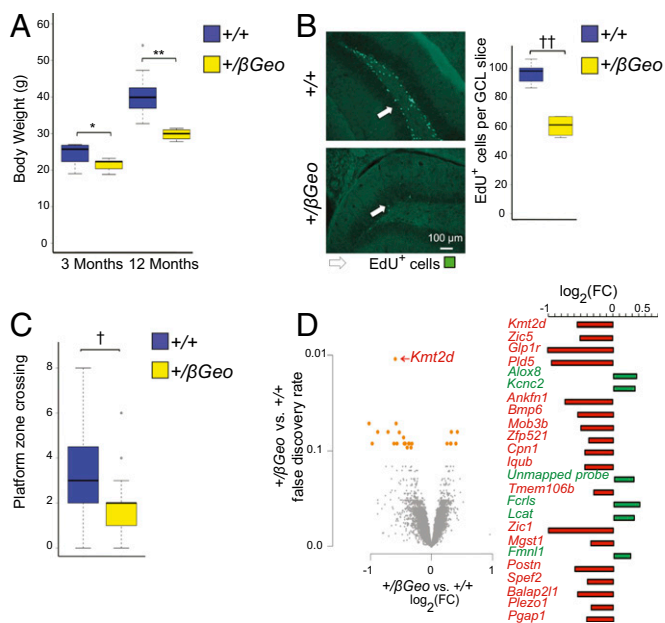 A
Body Weight (g)
60
50
40
30
20
10
0
*
**
3 Months 12 Months
+/+
+/βGeo
B
+/+
+/βGeo
100 µm
EdU+ cells
EdU+ cells per GCL slice
100
80
60
40
20
0
††
+/+
+/βGeo
C
Platform zone crossing
8
6
4
2
0
†
+/+
+/βGeo
D
+/βGeo vs. +/+
false discovery rate
0.01
0.1
0.0
Kmt2d
-1 0 1
+/βGeo vs. +/+
log2(FC)
log2(FC)
-1 0 0.5
Kmt2d
Zic5
Glp1r
Pld5
Alox8
Kcnc2
Ankfn1
Bmp6
Mob3b
Zfp521
Cpn1
Iqub
Unmapped probe
Tmem106b
Fcrls
Lcat
Zic1
Mgst1
Fmnl1
Postn
Spef2
Balap2l1
Plezo1
Pgap1